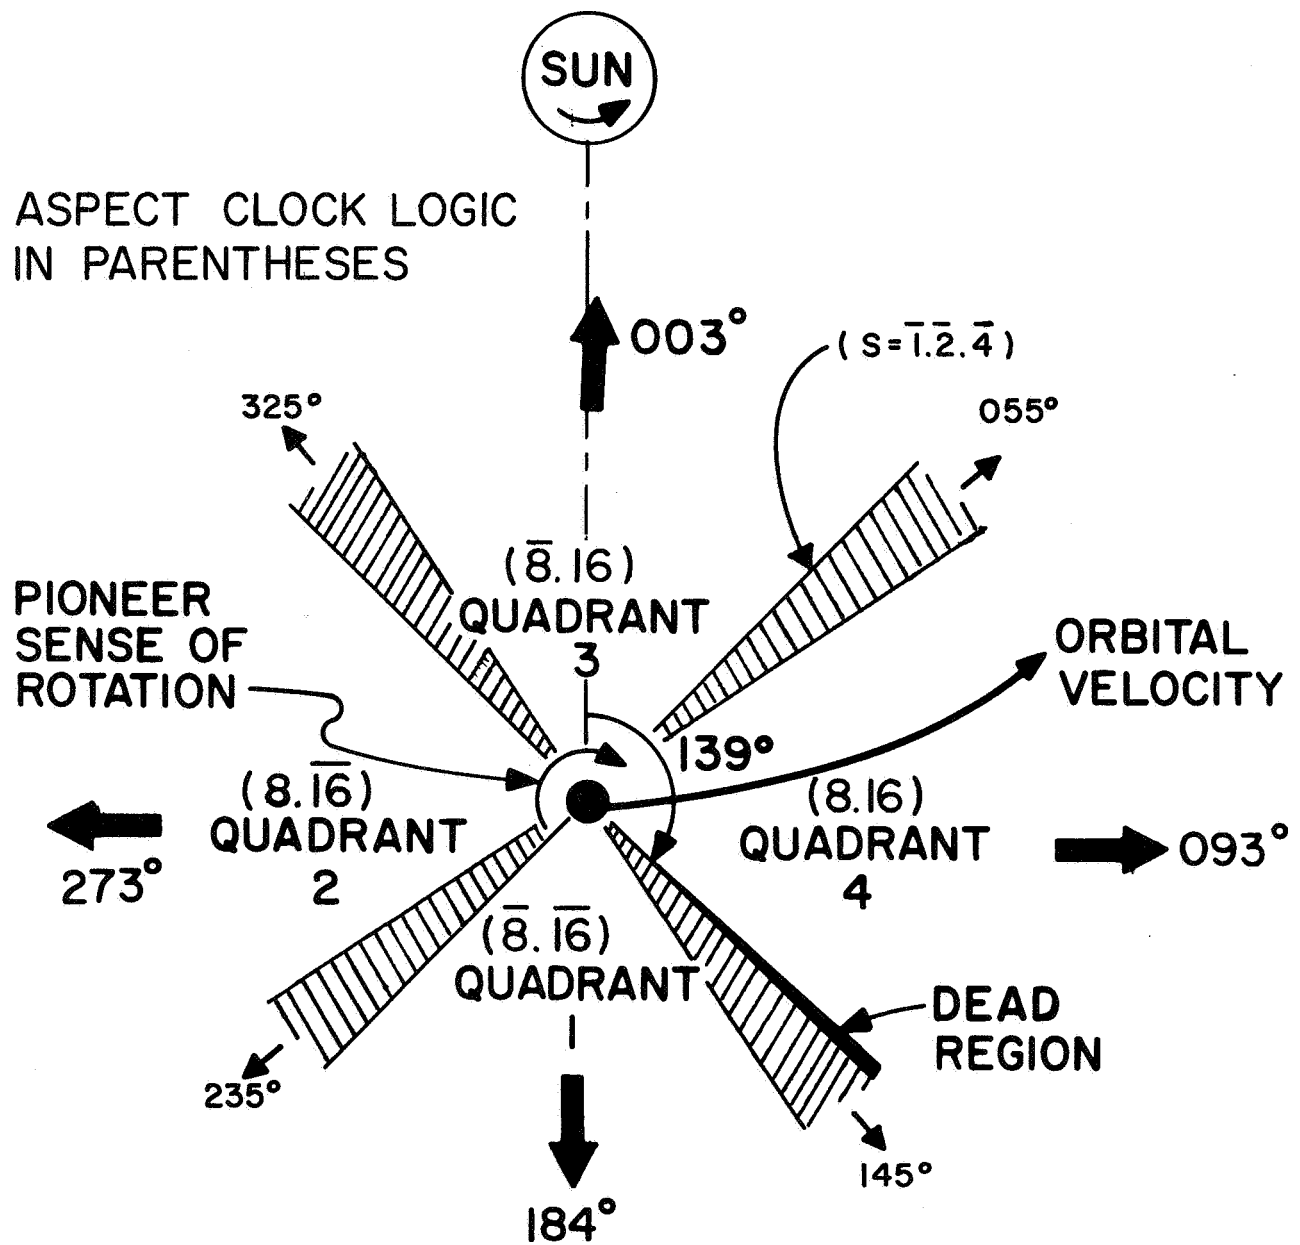 SUN
ASPECT CLOCK LOGIC
IN PARENTHESES
003°
(S=1̅.2̅.4̅)
325°
055°
(8̅.16)
QUADRANT
3
PIONEER
SENSE OF
ROTATION
ORBITAL
VELOCITY
139°
(8.1̅6̅)
QUADRANT
2
(8.16)
QUADRANT
4
273°
093°
(8̅.1̅6̅)
QUADRANT
DEAD
REGION
235°
145°
184°